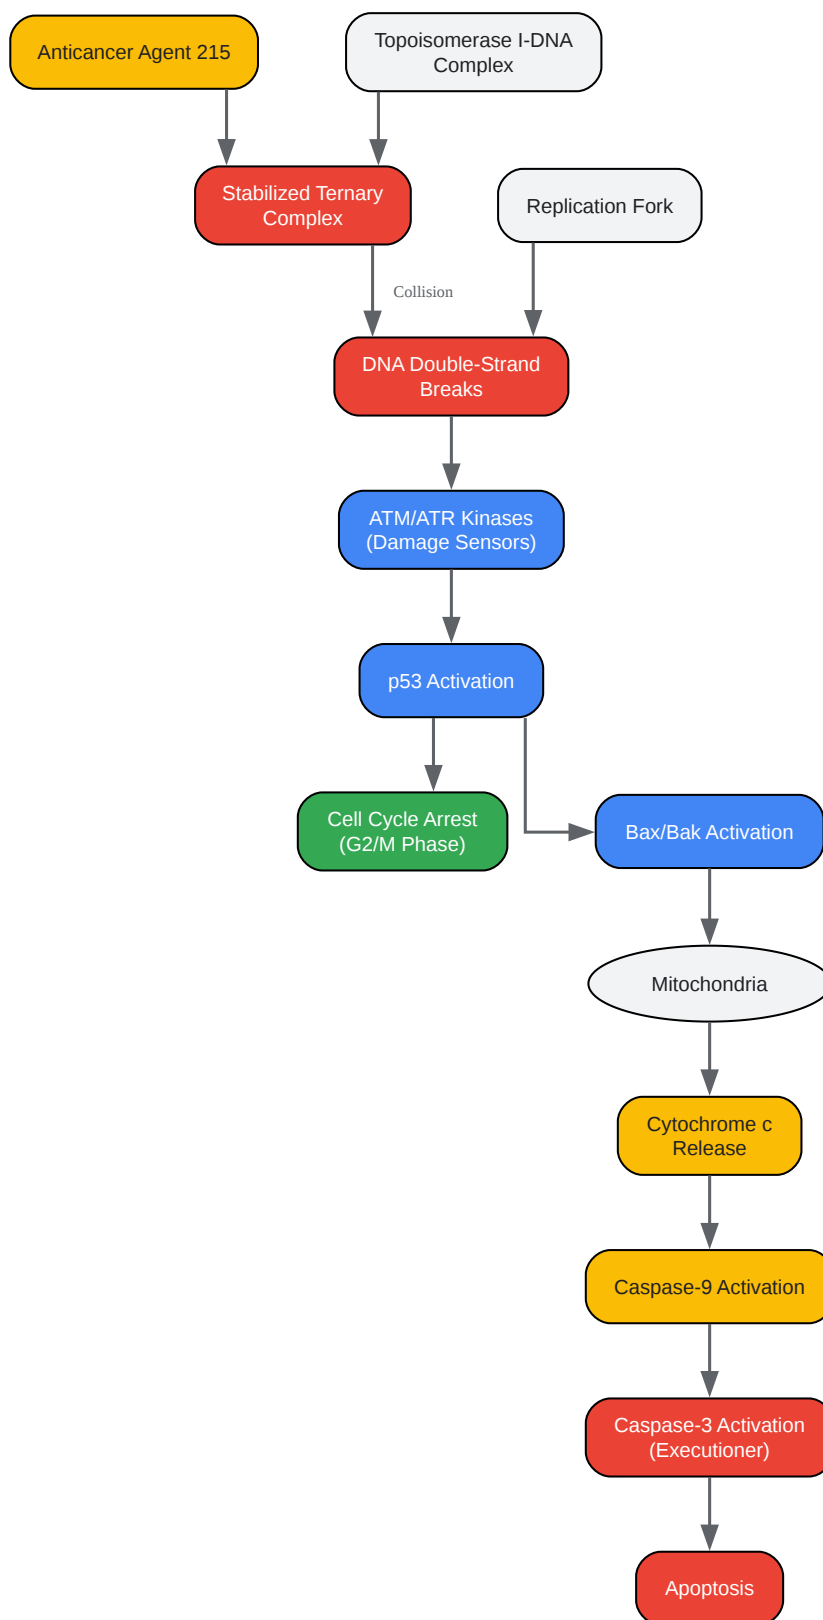 Anticancer Agent 215
Topoisomerase I-DNA
Complex
Stabilized Ternary
Complex
Replication Fork
Collision
DNA Double-Strand
Breaks
ATM/ATR Kinases
(Damage Sensors)
p53 Activation
Cell Cycle Arrest
(G2/M Phase)
Bax/Bak Activation
Mitochondria
Cytochrome c
Release
Caspase-9 Activation
Caspase-3 Activation
(Executioner)
Apoptosis